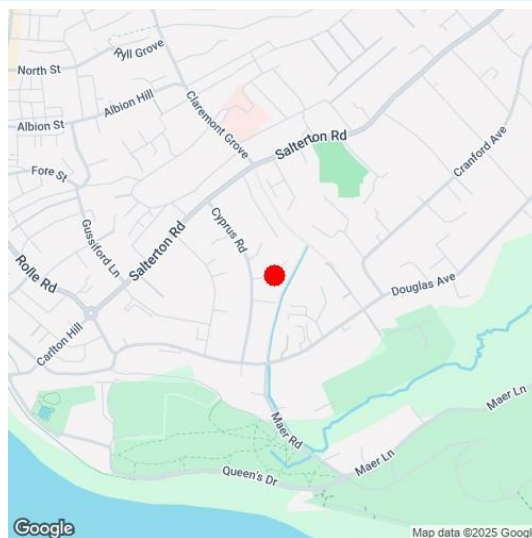 Ryll Grove
North St
Albion Hill
Claremont Grove
Albion St
Salterton Rd
Cranford Ave
Fore St
Gussiford Ln
Cyprus Rd
Salterton Rd
Rolle Rd
Douglas Ave
Carlton Hill
Maer Ln
Maer Rd
Maer Ln
Queen's Dr
Google
Map data ©2025 Google